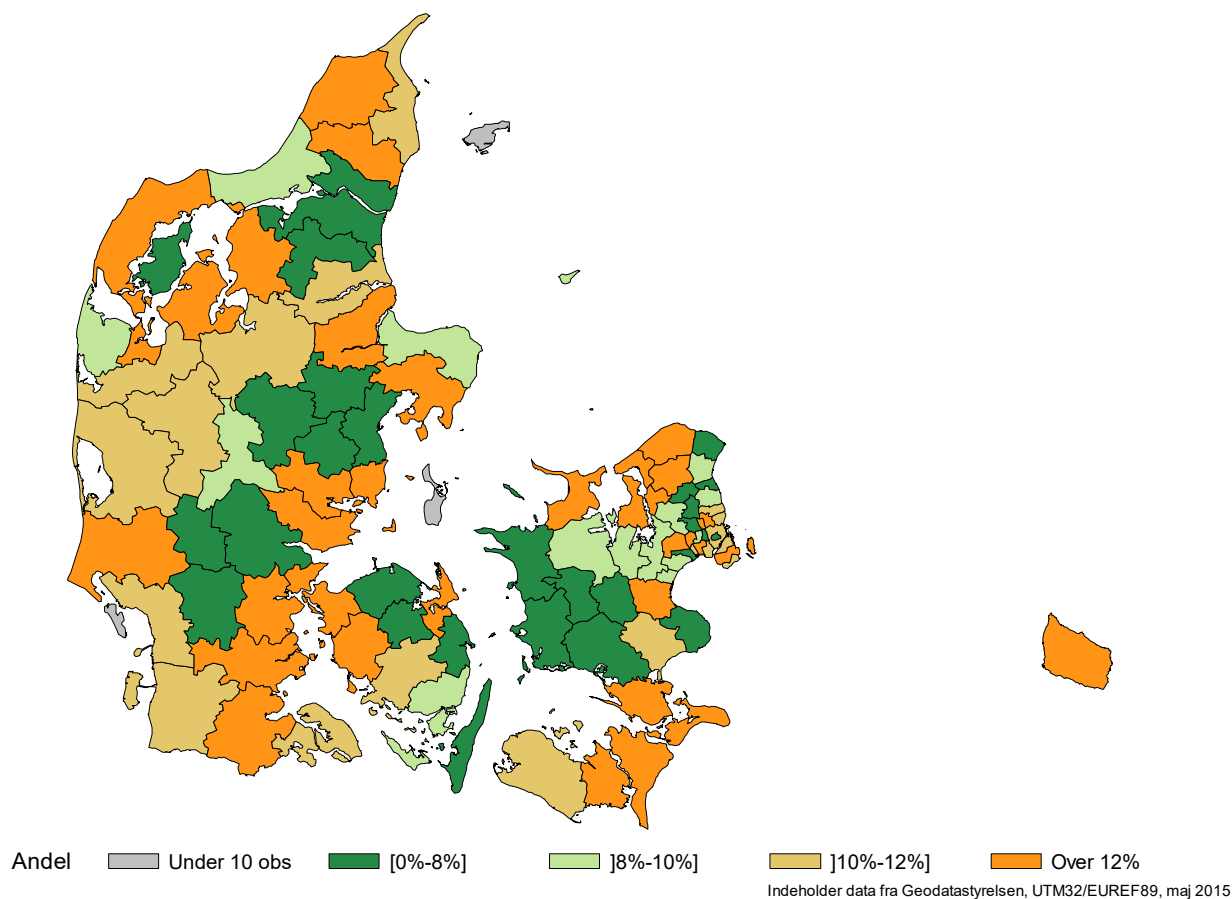 Andel Under 10 obs [0%-8%] ]8%-10%] ]10%-12%] Over 12%
Indeholder data fra Geodatastyrelsen, UTM32/EUREF89, maj 2015